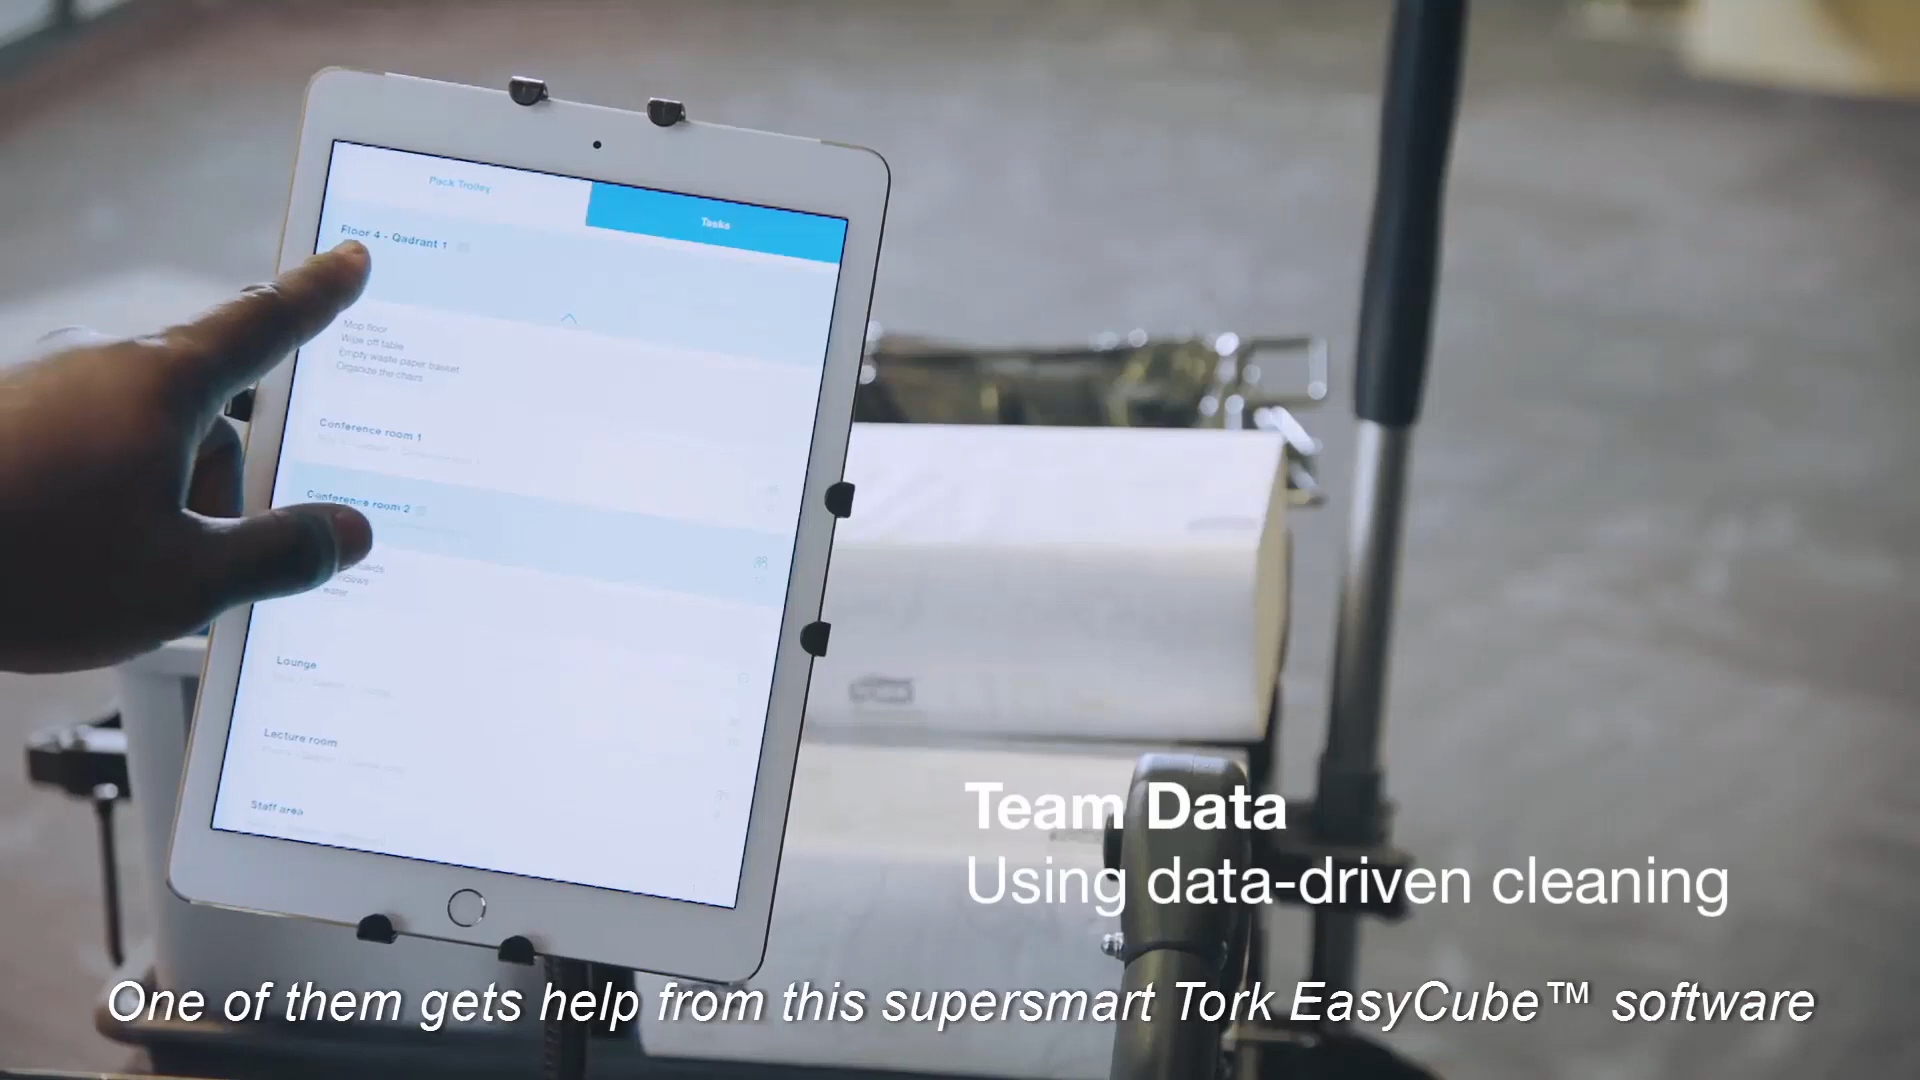 Pack Trolley
Tasks
Floor 4 - Qadrant 1
Mop floor
Wipe off table
Empty waste paper basket
Organize the chairs
Conference room 1
Conference room 2
water
Lounge
Lecture room
Staff area
Team Data
Using data-driven cleaning
One of them gets help from this supersmart Tork EasyCube™ software